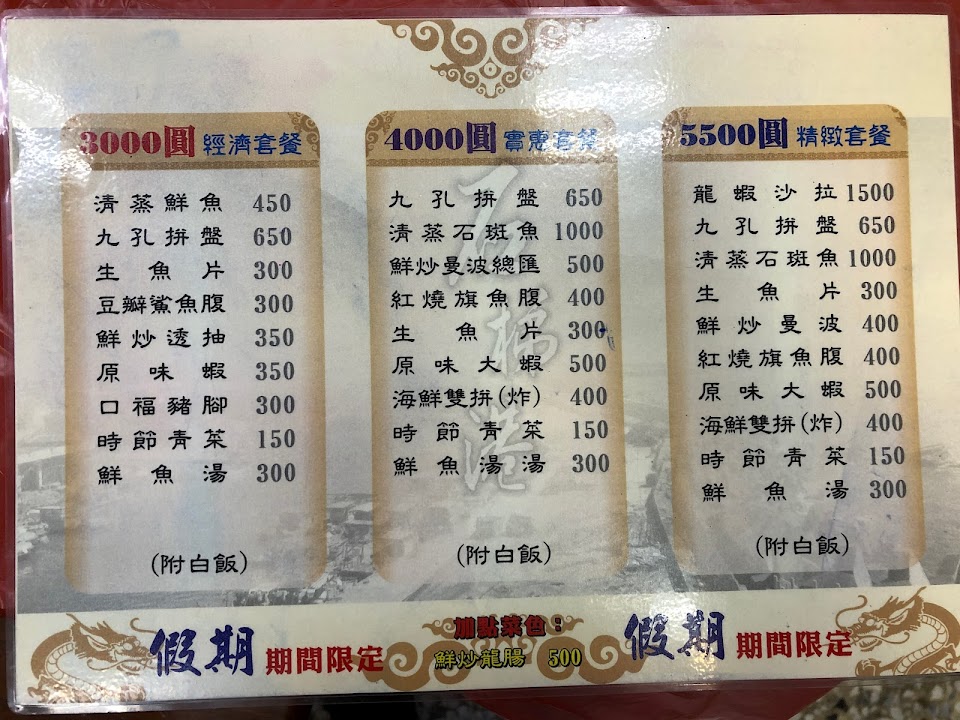 3000圓 經濟套餐
清蒸鮮魚 450
九孔拼盤 650
生魚片 300
豆瓣鯊魚腹 300
鮮炒透抽 350
原味蝦 350
口福豬腳 300
時節青菜 150
鮮魚湯 300
(附白飯)
4000圓 實惠套餐
九孔拼盤 650
清蒸石斑魚 1000
鮮炒曼波總匯 500
紅燒旗魚腹 400
生魚片 300
原味大蝦 500
海鮮雙拼(炸) 400
時節青菜 150
鮮魚湯湯 300
(附白飯)
石梯港
5500圓 精緻套餐
龍蝦沙拉 1500
九孔拼盤 650
清蒸石斑魚 1000
生魚片 300
鮮炒曼波 400
紅燒旗魚腹 400
原味大蝦 500
海鮮雙拼(炸) 400
時節青菜 150
鮮魚湯 300
(附白飯)
假期 期間限定
加點菜色：
鮮炒龍腸 500
假期 期間限定